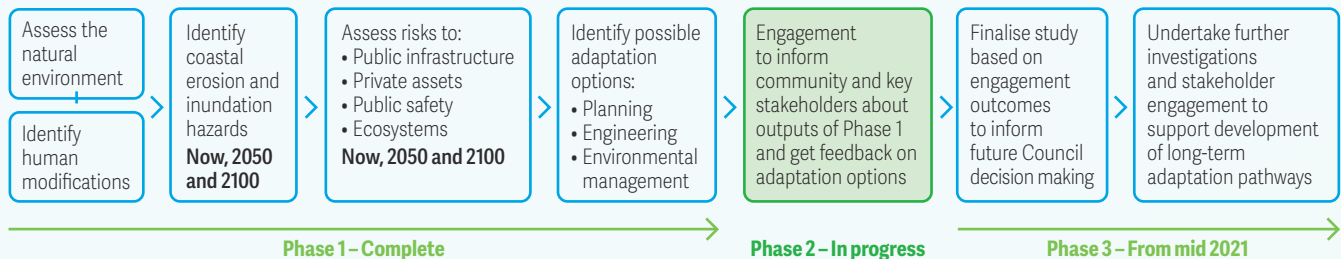 Assess the
natural
environment
Identify
human
modifications
Identify
coastal
erosion and
inundation
hazards
Now, 2050
and 2100
Assess risks to:
• Public infrastructure
• Private assets
• Public safety
• Ecosystems
Now, 2050 and 2100
Identify possible
adaptation
options:
• Planning
• Engineering
• Environmental
management
Engagement
to inform
community and key
stakeholders about
outputs of Phase 1
and get feedback on
adaptation options
Finalise study
based on
engagement
outcomes
to inform
future Council
decision making
Undertake further
investigations
and stakeholder
engagement to
support development
of long-term
adaptation pathways
Phase 1 – Complete
Phase 2 – In progress
Phase 3 – From mid 2021